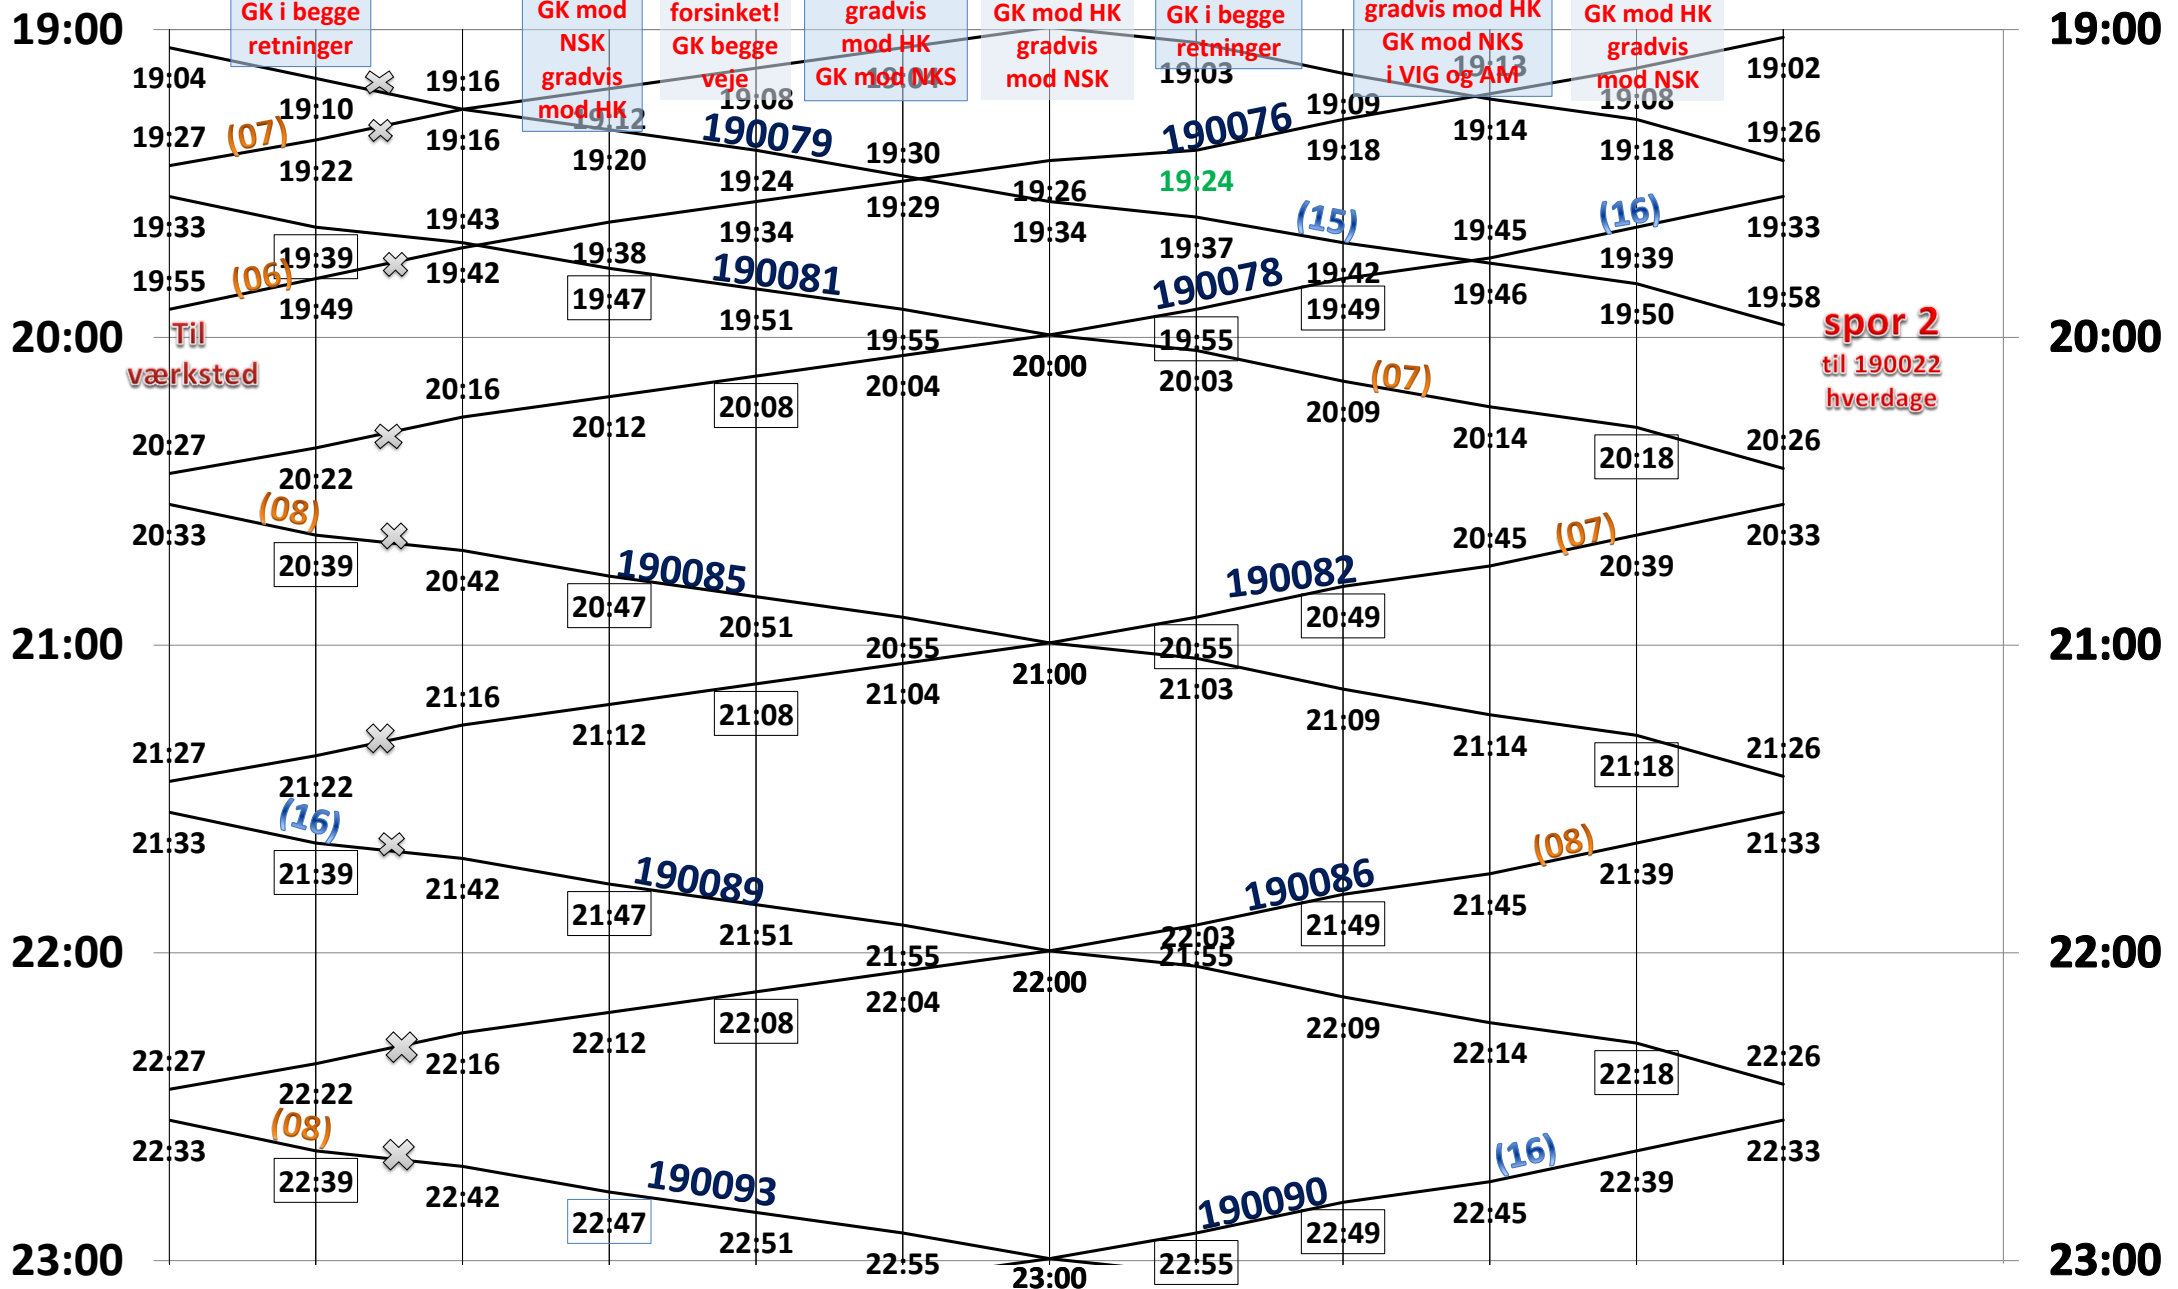 GK i begge
retninger
GK mod
NSK
gradvis
mod HK
forsinket!
GK begge
veje
gradvis
mod HK
GK mod NKS
GK mod HK
gradvis
mod NSK
GK i begge
retninger
gradvis mod HK
GK mod NKS
i VIG og AM
GK mod HK
gradvis
mod NSK
19:00 19:00
19:04 19:16 19:08 19:04 19:03 19:13 19:02
19:10 19:12 19:09 19:08
19:27 (07) 19:16 190079 190076 19:14 19:26
19:22 19:20 19:24 19:30 19:26 19:24 19:18 19:18
19:33 19:43 19:34 19:29 19:34 19:37 (15) 19:45 (16) 19:33
19:39 19:38 19:42 19:39
19:55 (06) 19:42 19:47 190081 190078 19:46 19:58
19:49 19:51 19:49 19:50
20:00 Til 19:55 19:55 spor 2 20:00
værksted 20:16 20:04 20:00 20:03 (07) til 190022
20:12 20:08 20:09 hverdage
20:27 20:22 20:14 20:18 20:26
20:33 (08) 20:45 (07) 20:33
20:39 20:42 190085 190082 20:39
20:47 20:51 20:49
21:00 20:55 20:55 21:00
21:16 21:04 21:00 21:03
21:12 21:08 21:09
21:27 21:22 21:14 21:18 21:26
21:33 (16) (08) 21:33
21:39 21:42 190089 190086 21:45 21:39
21:47 21:51 21:49
22:00 21:55 22:03 22:00
21:55
22:00
22:12 22:08 22:04 22:09
22:27 22:22 22:16 22:14 22:18 22:26
22:33 (08) (16) 22:33
22:39 22:42 190093 190090 22:45 22:39
22:47 22:51 22:49
23:00 22:55 23:00 22:55 23:00